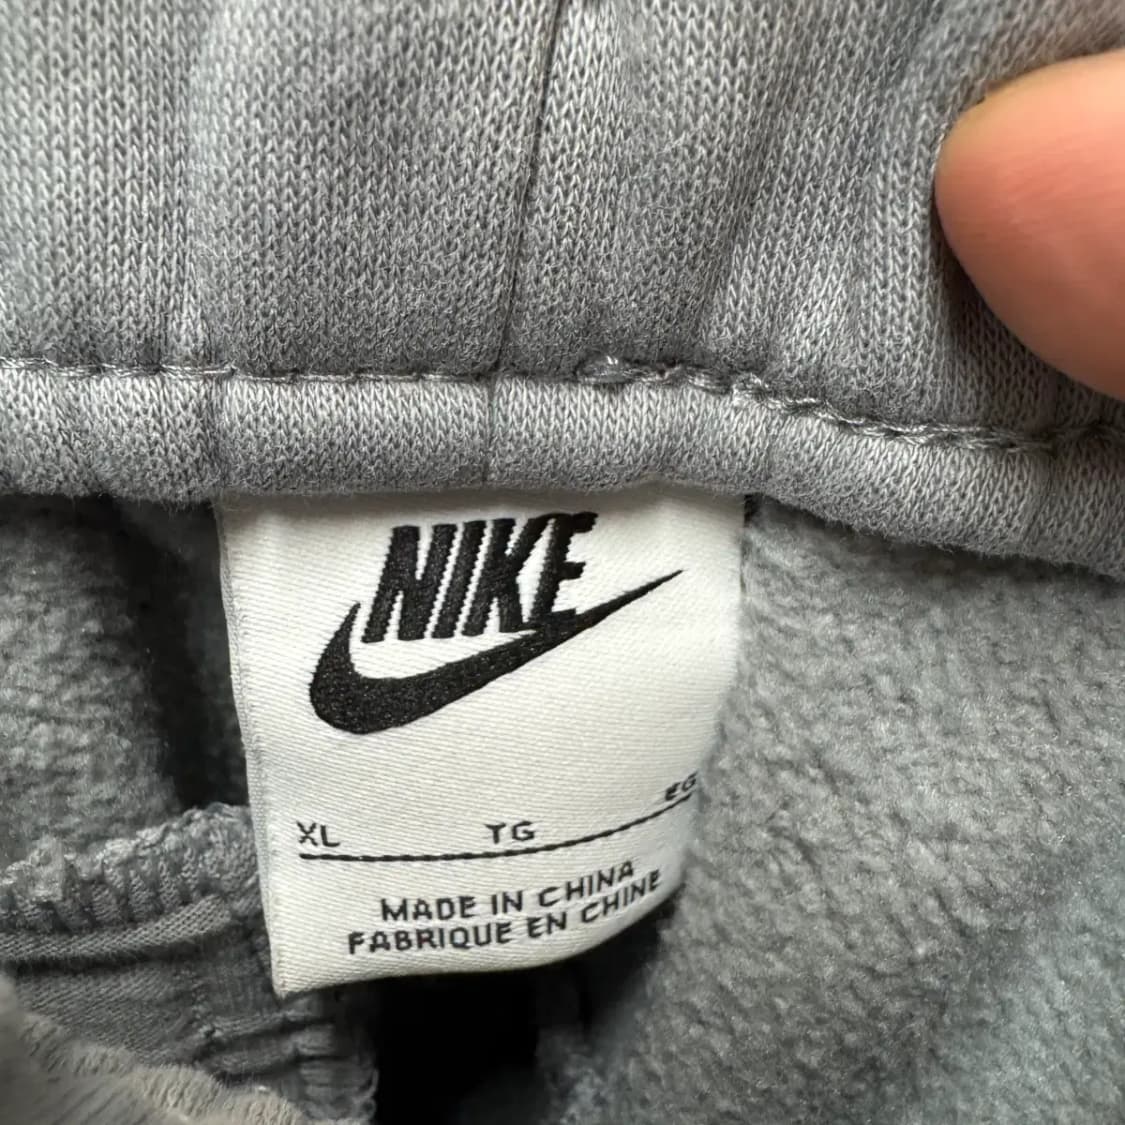 NIKE
XL TG EG
MADE IN CHINA
FABRIQUE EN CHINE